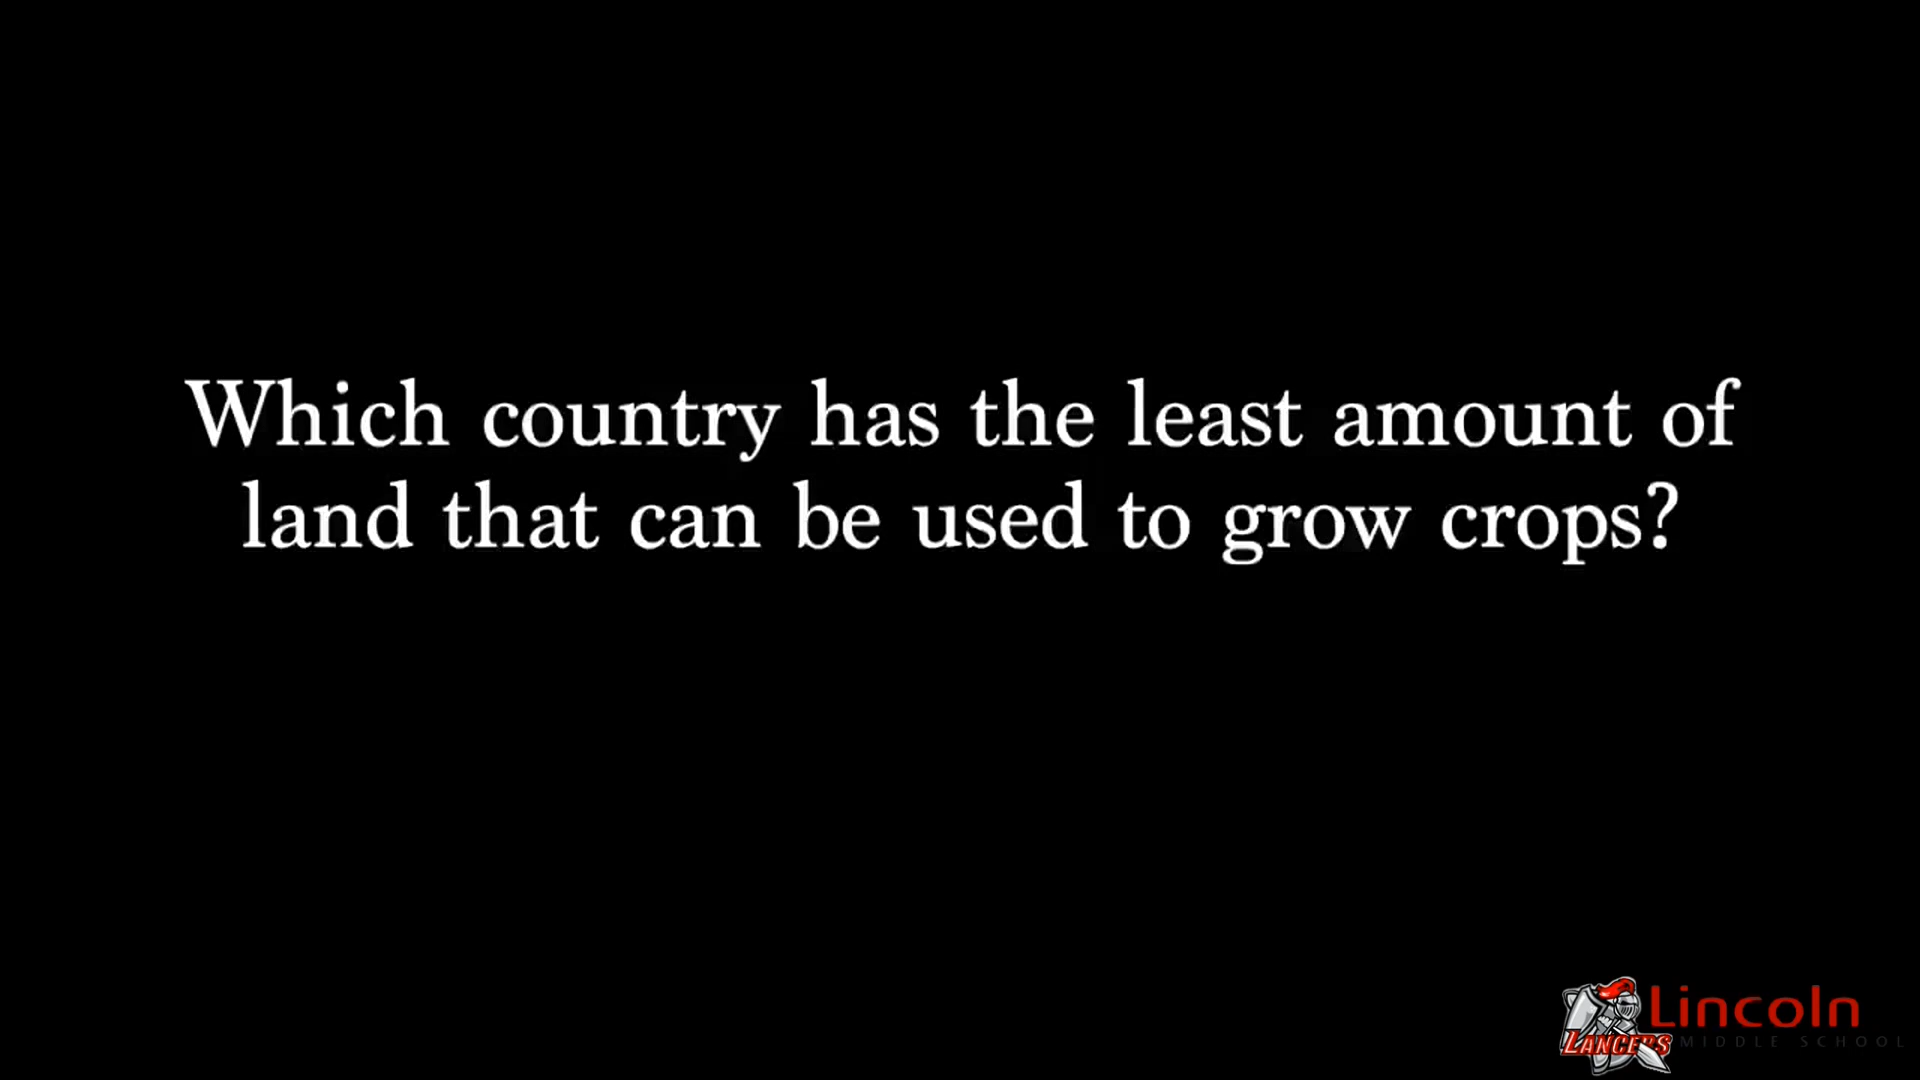 Which country has the least amount of
land that can be used to grow crops?
Lincoln
LANCERS
MIDDLE SCHOOL